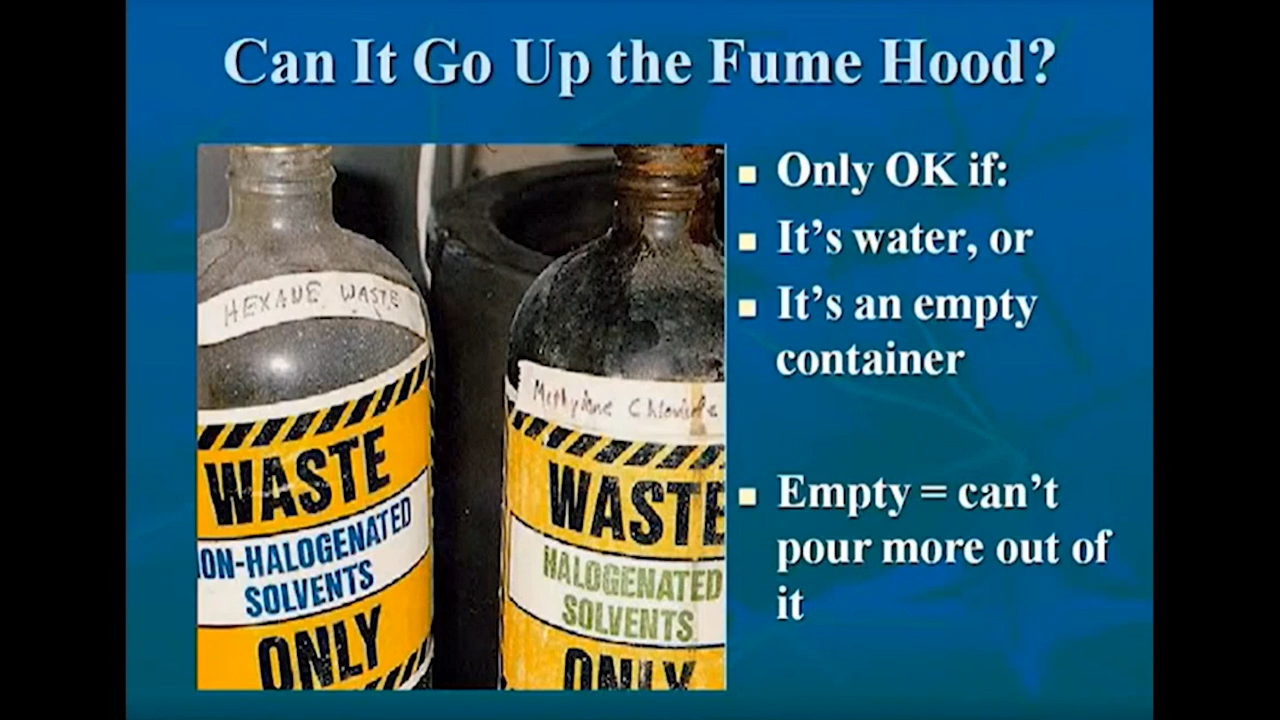 Can It Go Up the Fume Hood?
HEXANE WASTE
WASTE
ON-HALOGENATED
SOLVENTS
ONLY
Methylene Chloride
WASTE
HALOGENATED
SOLVENTS
ONLY
Only OK if:
It's water, or
It's an empty
container
Empty = can't
pour more out of
it